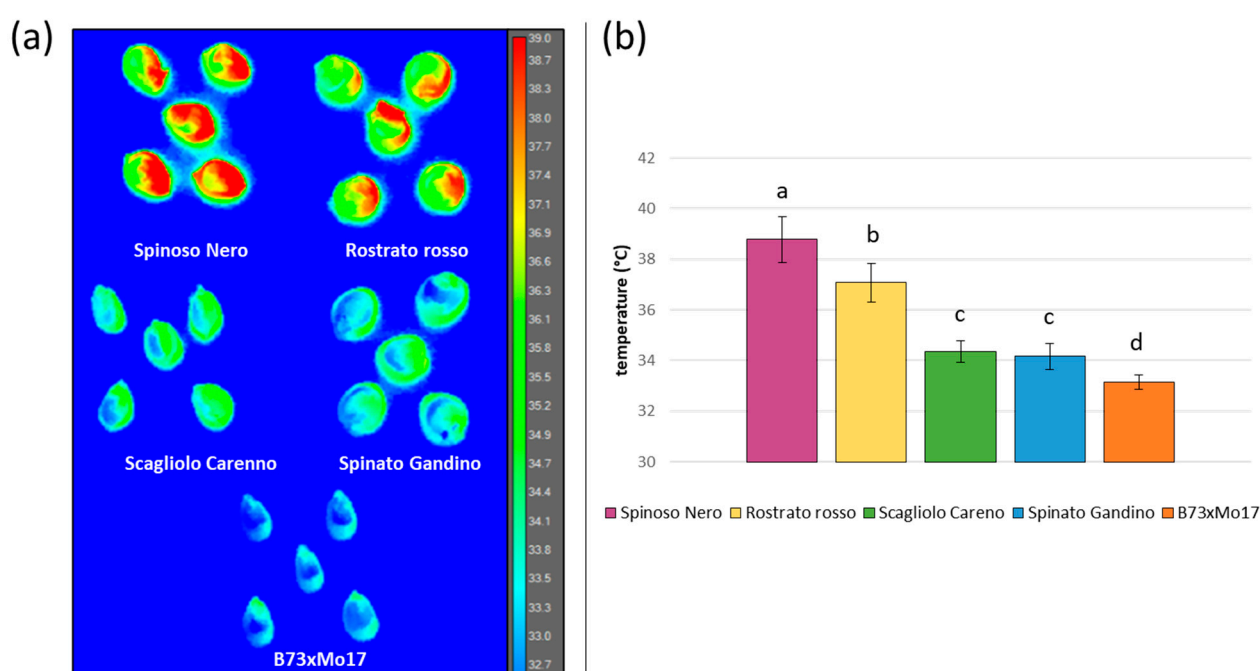 (a)
39.0
38.7
38.3
38.0
37.7
37.4
37.1
36.9
36.6
36.3
36.1
35.8
35.5
35.2
34.9
34.7
34.4
34.1
33.8
33.5
33.3
33.0
32.7
Spinoso Nero
Rostrato rosso
Scagliolo Carenno
Spinato Gandino
B73xMo17
(b)
temperature (°C)
42
40
38
36
34
32
30
a
b
c
c
d
Spinoso Nero Rostrato rosso Scagliolo Careno Spinato Gandino B73xMo17